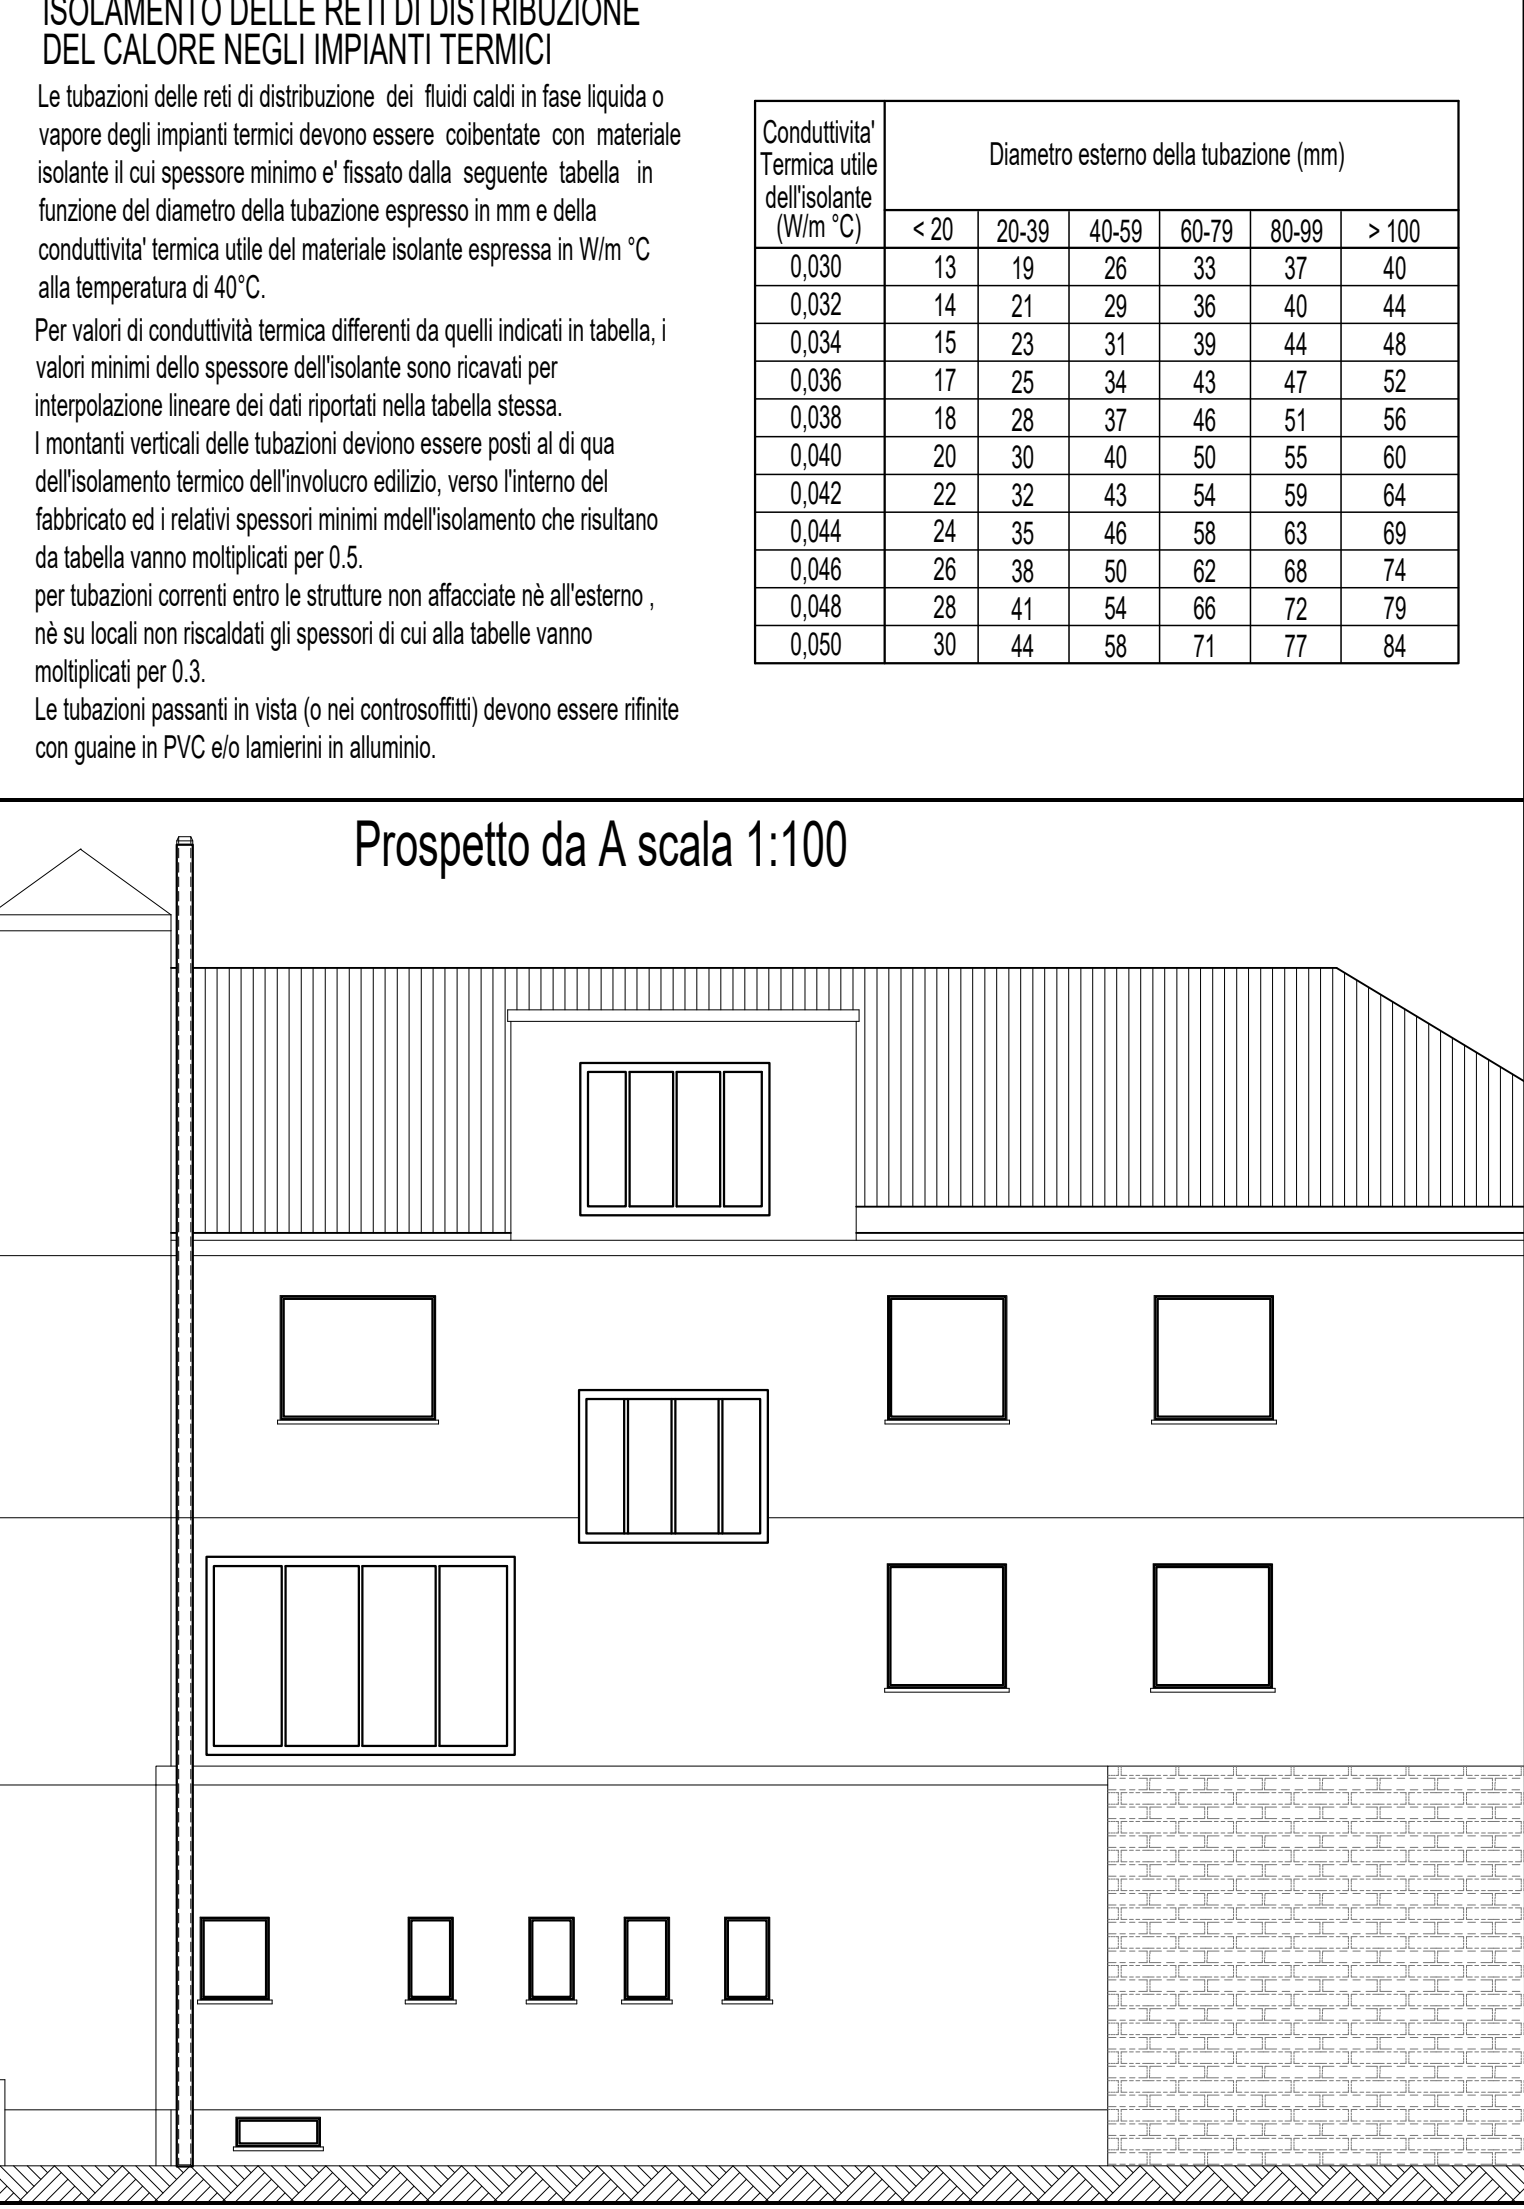 ISOLAMENTO DELLE RETI DI DISTRIBUZIONE
DEL CALORE NEGLI IMPIANTI TERMICI
Le tubazioni delle reti di distribuzione dei fluidi caldi in fase liquida o
vapore degli impianti termici devono essere coibentate con materiale
isolante il cui spessore minimo e' fissato dalla seguente tabella in
funzione del diametro della tubazione espresso in mm e della
conduttivita' termica utile del materiale isolante espressa in W/m °C
alla temperatura di 40°C.
Per valori di conduttività termica differenti da quelli indicati in tabella, i
valori minimi dello spessore dell'isolante sono ricavati per
interpolazione lineare dei dati riportati nella tabella stessa.
I montanti verticali delle tubazioni deviono essere posti al di qua
dell'isolamento termico dell'involucro edilizio, verso l'interno del
fabbricato ed i relativi spessori minimi mdell'isolamento che risultano
da tabella vanno moltiplicati per 0.5.
per tubazioni correnti entro le strutture non affacciate nè all'esterno ,
nè su locali non riscaldati gli spessori di cui alla tabelle vanno
moltiplicati per 0.3.
Le tubazioni passanti in vista (o nei controsoffitti) devono essere rifinite
con guaine in PVC e/o lamierini in alluminio.
Conduttivita'
Termica utile
dell'isolante
(W/m °C)
Diametro esterno della tubazione (mm)
< 20 20-39 40-59 60-79 80-99 > 100
0,030 13 19 26 33 37 40
0,032 14 21 29 36 40 44
0,034 15 23 31 39 44 48
0,036 17 25 34 43 47 52
0,038 18 28 37 46 51 56
0,040 20 30 40 50 55 60
0,042 22 32 43 54 59 64
0,044 24 35 46 58 63 69
0,046 26 38 50 62 68 74
0,048 28 41 54 66 72 79
0,050 30 44 58 71 77 84
Prospetto da A scala 1:100